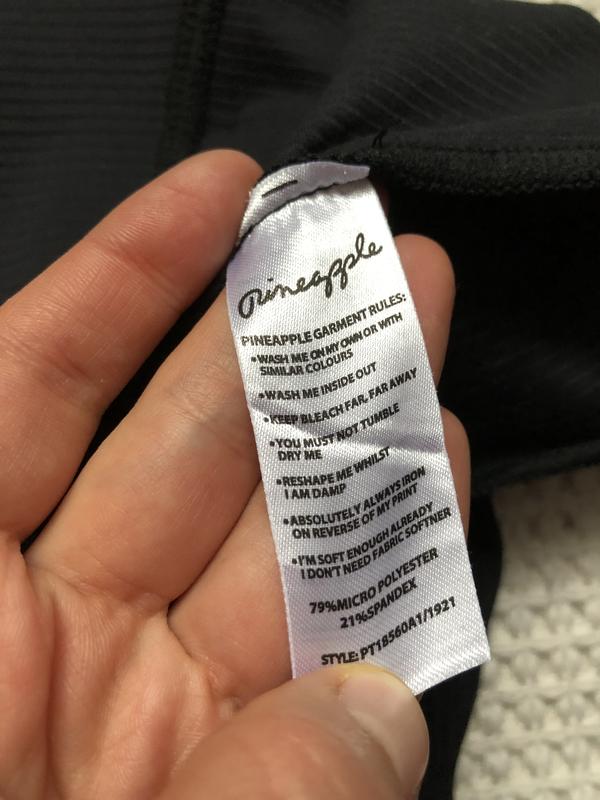 Pineapple
PINEAPPLE GARMENT RULES:
•WASH ME ON MY OWN OR WITH
SIMILAR COLOURS
•WASH ME INSIDE OUT
•KEEP BLEACH FAR, FAR AWAY
•YOU MUST NOT TUMBLE
DRY ME
•RESHAPE ME WHILST
I AM DAMP
•ABSOLUTELY ALWAYS IRON
ON REVERSE OF MY PRINT
•I'M SOFT ENOUGH ALREADY
I DON'T NEED FABRIC SOFTNER
79%MICRO POLYESTER
21%SPANDEX
STYLE: PT18560A1/1921